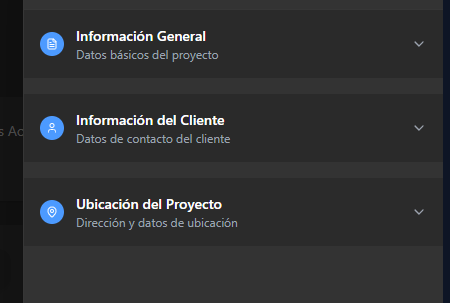 Información General
Datos básicos del proyecto
s Ac
Información del Cliente
Datos de contacto del cliente
Ubicación del Proyecto
Dirección y datos de ubicación